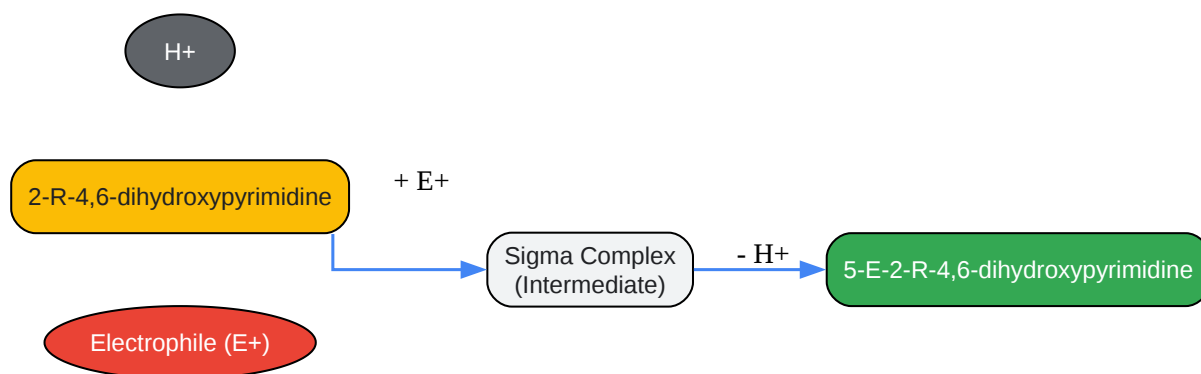 H+
2-R-4,6-dihydroxypyrimidine
+ E+
Sigma Complex
(Intermediate)
- H+
5-E-2-R-4,6-dihydroxypyrimidine
Electrophile (E+)